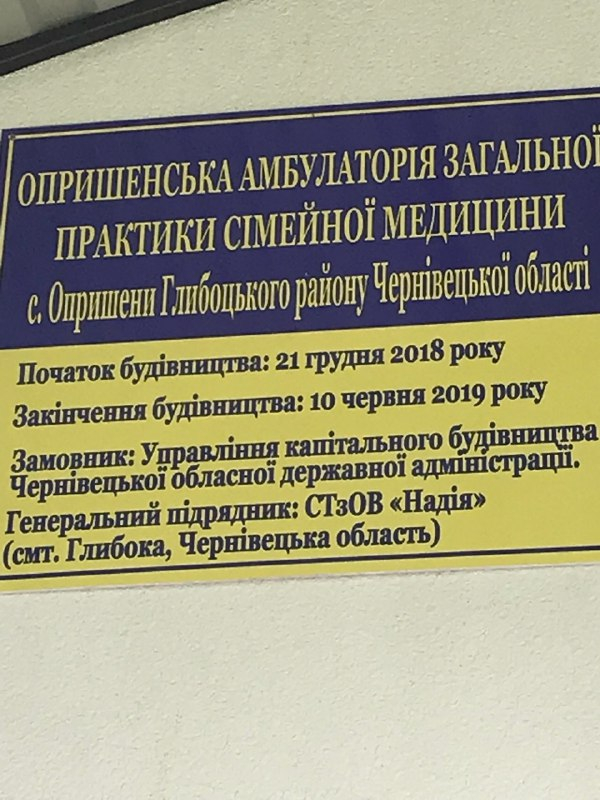 ОПРИШЕНСЬКА АМБУЛАТОРІЯ ЗАГАЛЬНОЇ
ПРАКТИКИ СІМЕЙНОЇ МЕДИЦИНИ
с. Опришени Глибоцького району Чернівецької області
Початок будівництва: 21 грудня 2018 року
Закінчення будівництва: 10 червня 2019 року
Замовник: Управління капітального будівництва
Чернівецької обласної державної адміністрації.
Генеральний підрядник: СТзОВ «Надія»
(смт. Глибока, Чернівецька область)